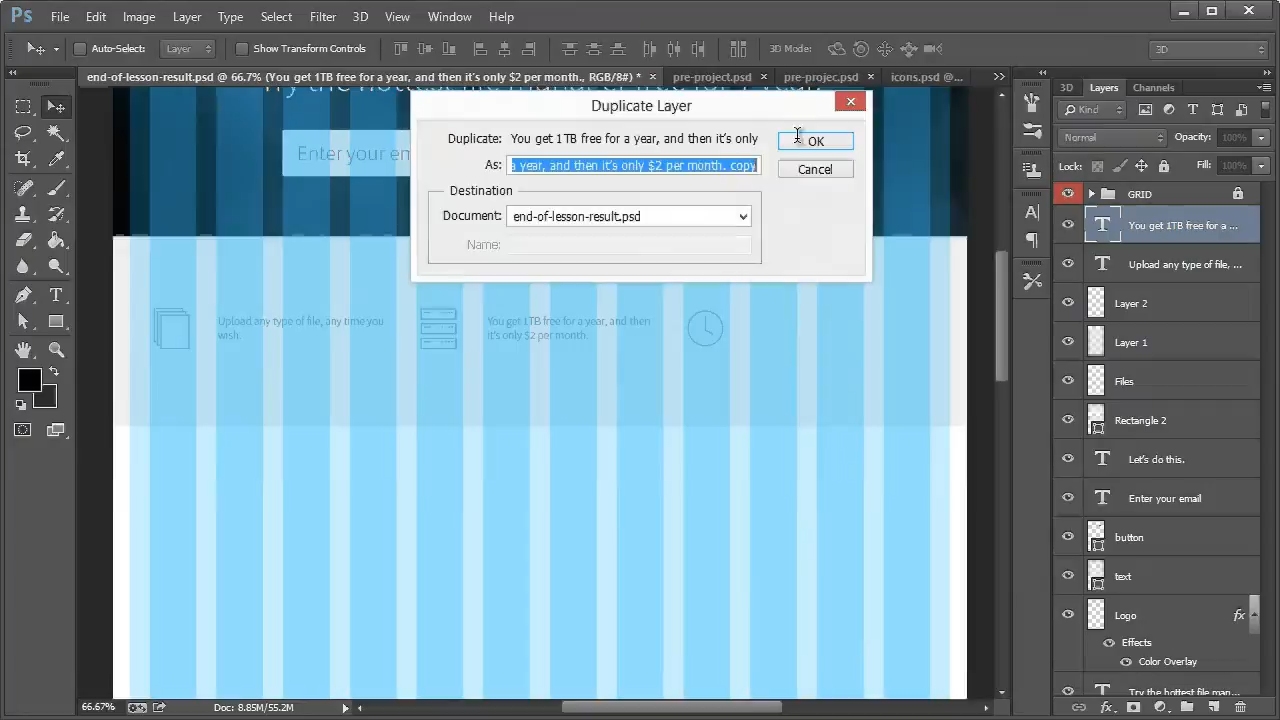 Ps File Edit Image Layer Type Select Filter 3D View Window Help
Auto-Select: Layer Show Transform Controls 3D Mode: 3D
end-of-lesson-result.psd @ 66.7% (You get 1TB free for a year, and then it's only $2 per month., RGB/8#) * × pre-project.psd × pre-projec.psd × icons.psd @...
Duplicate Layer
Duplicate: You get 1TB free for a year, and then it's only
As: a year, and then it's only $2 per month. copy
OK
Cancel
Destination
Document: end-of-lesson-result.psd
Name:
Enter your em
Upload any type of file, any time you
wish.
You get 1TB free for a year, and then
it's only $2 per month.
3D Layers Channels
Kind
Normal Opacity: 100%
Lock: Fill: 100%
GRID
You get 1TB free for a ...
Upload any type of file, ...
Layer 2
Layer 1
Files
Rectangle 2
Let's do this.
Enter your email
button
text
Logo fx
Effects
Color Overlay
Try the hottest file man...
66.67% Doc: 8.85M/55.2M